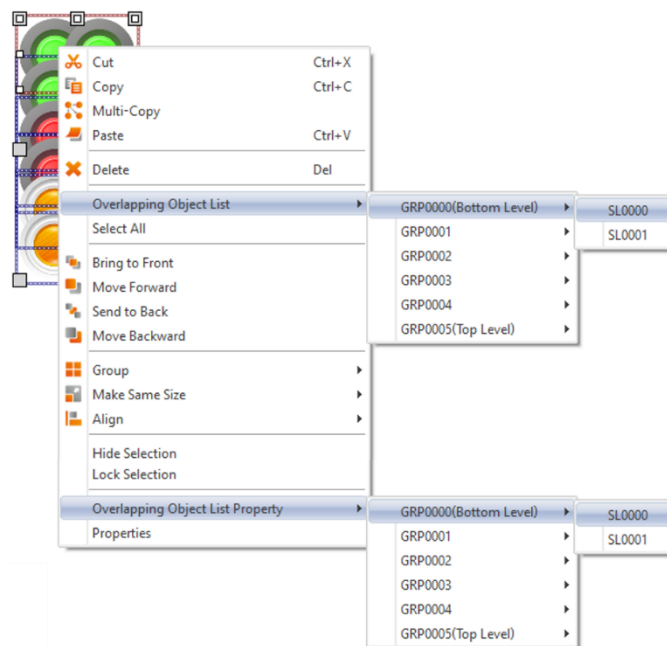 Cut Ctrl+X
Copy Ctrl+C
Multi-Copy
Paste Ctrl+V
Delete Del
Overlapping Object List
GRP0000(Bottom Level)
SL0000
Select All
GRP0001
SL0001
GRP0002
Bring to Front
GRP0003
Move Forward
GRP0004
Send to Back
GRP0005(Top Level)
Move Backward
Group
Make Same Size
Align
Hide Selection
Lock Selection
Overlapping Object List Property
GRP0000(Bottom Level)
SL0000
Properties
GRP0001
SL0001
GRP0002
GRP0003
GRP0004
GRP0005(Top Level)